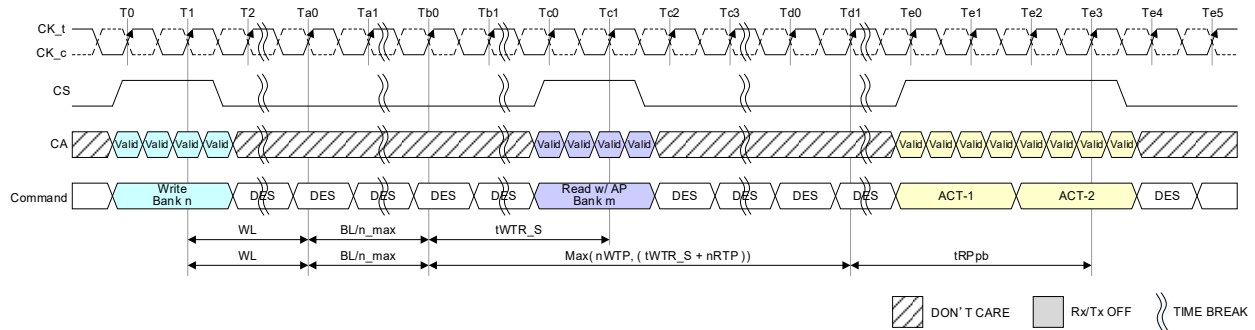 T0 T1 T2 Ta0 Ta1 Tb0 Tb1 Tc0 Tc1 Tc2 Tc3 Td0 Td1 Te0 Te1 Te2 Te3 Te4 Te5
CK_t
CK_c
CS
CA Valid Valid Valid Valid Valid Valid Valid Valid Valid Valid Valid Valid Valid Valid Valid Valid
Command Write Bank n DES DES DES DES DES Read w/ AP Bank m DES DES DES DES ACT-1 ACT-2 DES
WL BL/n_max tWTR_S
WL BL/n_max Max( nWTP, ( tWTR_S + nRTP )) tRPpb
DON'T CARE Rx/Tx OFF TIME BREAK